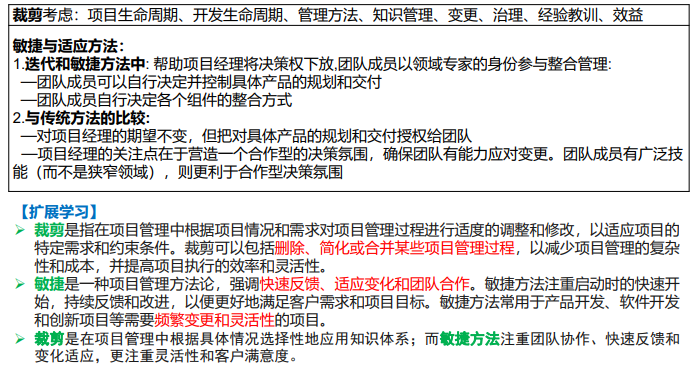 裁剪考虑：项目生命周期、开发生命周期、管理方法、知识管理、变更、治理、经验教训、效益
敏捷与适应方法：
1.迭代和敏捷方法中: 帮助项目经理将决策权下放,团队成员以领域专家的身份参与整合管理:
—团队成员可以自行决定并控制具体产品的规划和交付
—团队成员自行决定各个组件的整合方式
2.与传统方法的比较:
—对项目经理的期望不变，但把对具体产品的规划和交付授权给团队
—项目经理的关注点在于营造一个合作型的决策氛围，确保团队有能力应对变更。团队成员有广泛技
能（而不是狭窄领域），则更利于合作型决策氛围
【扩展学习】
➢ 裁剪是指在项目管理中根据项目情况和需求对项目管理过程进行适度的调整和修改，以适应项目的
特定需求和约束条件。裁剪可以包括删除、简化或合并某些项目管理过程，以减少项目管理的复杂
性和成本，并提高项目执行的效率和灵活性。
➢ 敏捷是一种项目管理方法论，强调快速反馈、适应变化和团队合作。敏捷方法注重启动时的快速开
始，持续反馈和改进，以便更好地满足客户需求和项目目标。敏捷方法常用于产品开发、软件开发
和创新项目等需要频繁变更和灵活性的项目。
➢ 裁剪是在项目管理中根据具体情况选择性地应用知识体系；而敏捷方法注重团队协作、快速反馈和
变化适应，更注重灵活性和客户满意度。